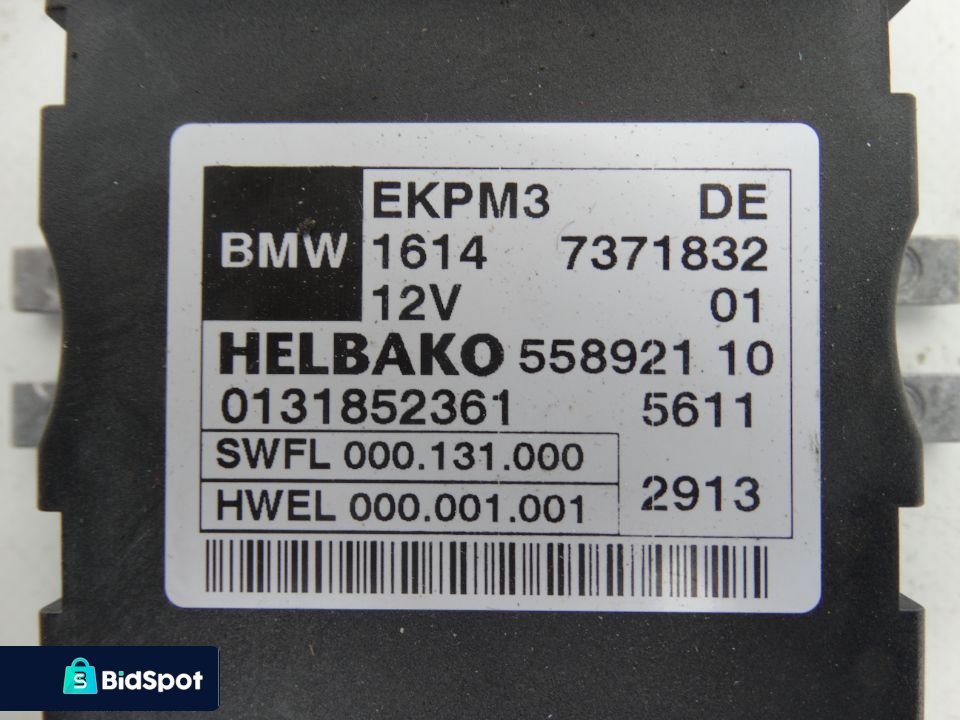 EKPM3 DE
BMW 1614 7371832
12V 01
HELBAKO 558921 10
0131852361 5611
SWFL 000.131.000
HWEL 000.001.001 2913
BidSpot